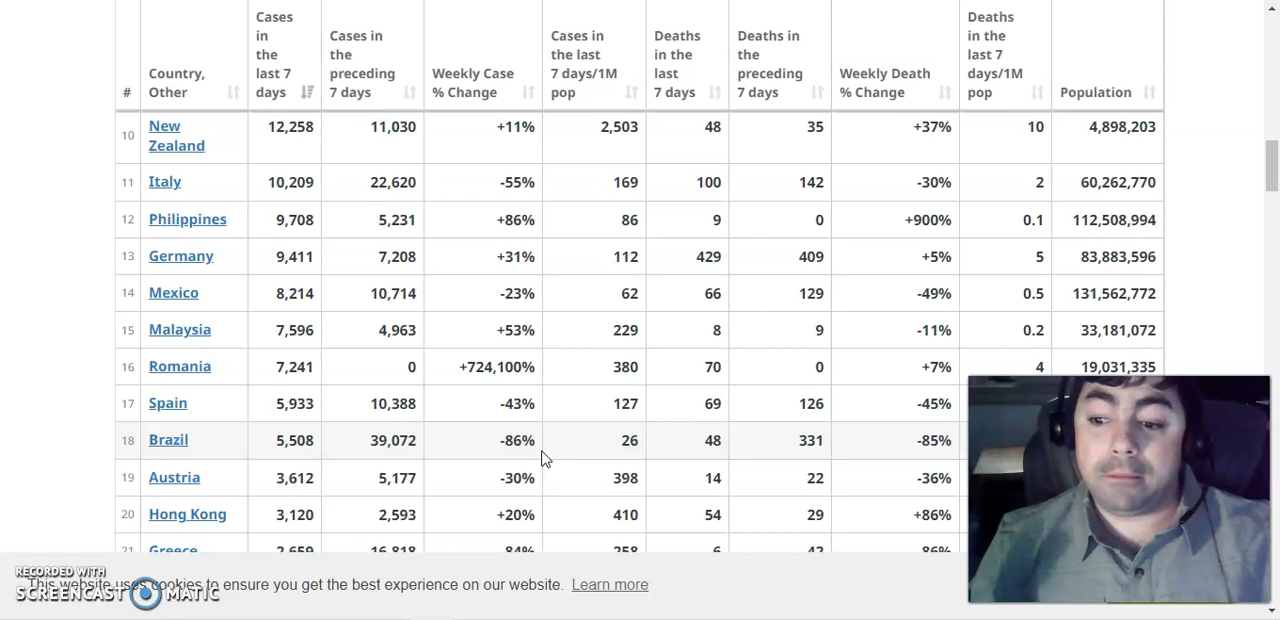 # Country, Other Cases in the last 7 days Cases in the preceding 7 days Weekly Case % Change Cases in the last 7 days/1M pop Deaths in the last 7 days Deaths in the preceding 7 days Weekly Death % Change Deaths in the last 7 days/1M pop Population
10 New Zealand 12,258 11,030 +11% 2,503 48 35 +37% 10 4,898,203
11 Italy 10,209 22,620 -55% 169 100 142 -30% 2 60,262,770
12 Philippines 9,708 5,231 +86% 86 9 0 +900% 0.1 112,508,994
13 Germany 9,411 7,208 +31% 112 429 409 +5% 5 83,883,596
14 Mexico 8,214 10,714 -23% 62 66 129 -49% 0.5 131,562,772
15 Malaysia 7,596 4,963 +53% 229 8 9 -11% 0.2 33,181,072
16 Romania 7,241 0 +724,100% 380 70 0 +7% 4 19,031,335
17 Spain 5,933 10,388 -43% 127 69 126 -45%
18 Brazil 5,508 39,072 -86% 26 48 331 -85%
19 Austria 3,612 5,177 -30% 398 14 22 -36%
20 Hong Kong 3,120 2,593 +20% 410 54 29 +86%
21 Greece 2,659 16,818 84% 258 6 42 86%
This website uses cookies to ensure you get the best experience on our website. Learn more
RECORDED WITH
SCREENCAST MATIC